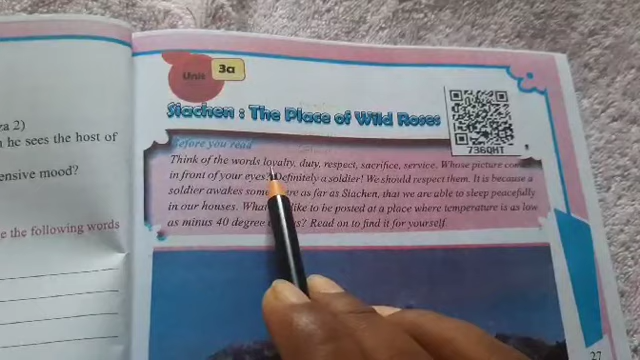 za 2)
he sees the host of
ensive mood?
e the following words
Unit 3a
Siachen : The Place of Wild Roses
736QHT
Before you read
Think of the words loyalty, duty, respect, sacrifice, service. Whose picture
in front of your eyes? Definitely a soldier! We should respect them. It is because a
soldier awakes as far as Siachen, that we are able to sleep peacefully
in our houses. like to be posted at a place where temperature is as low
as minus 40 degree Read on to find it for yourself.
27